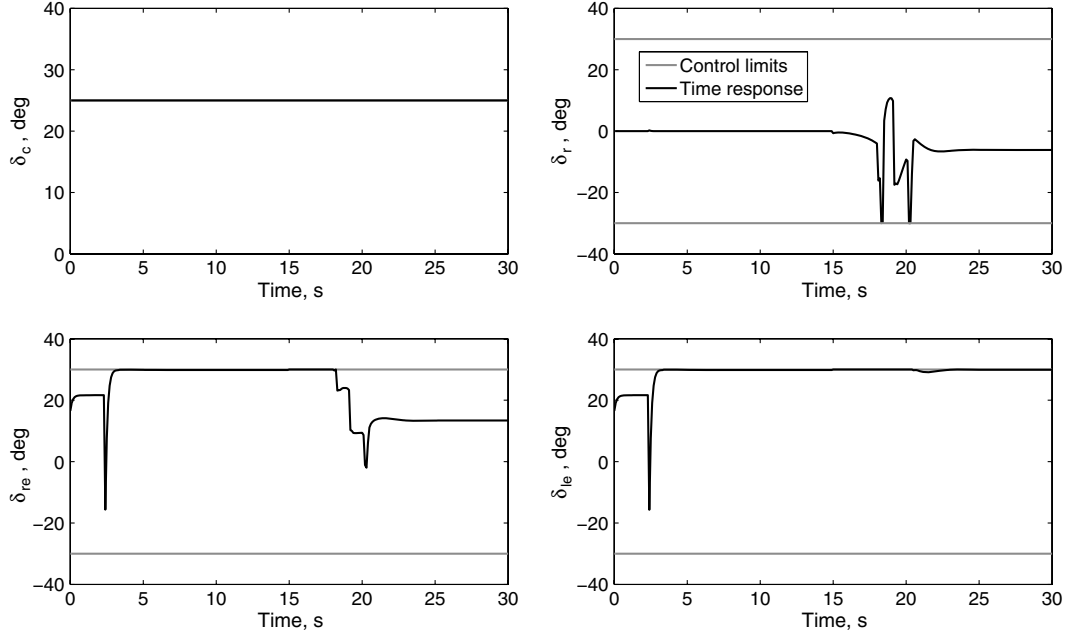 40
30
20
10
0
δc , deg
0 5 10 15 20 25 30
Time, s
40
20
0
−20
−40
δr , deg
Control limits
Time response
0 5 10 15 20 25 30
Time, s
40
20
0
−20
−40
δre , deg
0 5 10 15 20 25 30
Time, s
40
20
0
−20
−40
δle , deg
0 5 10 15 20 25 30
Time, s